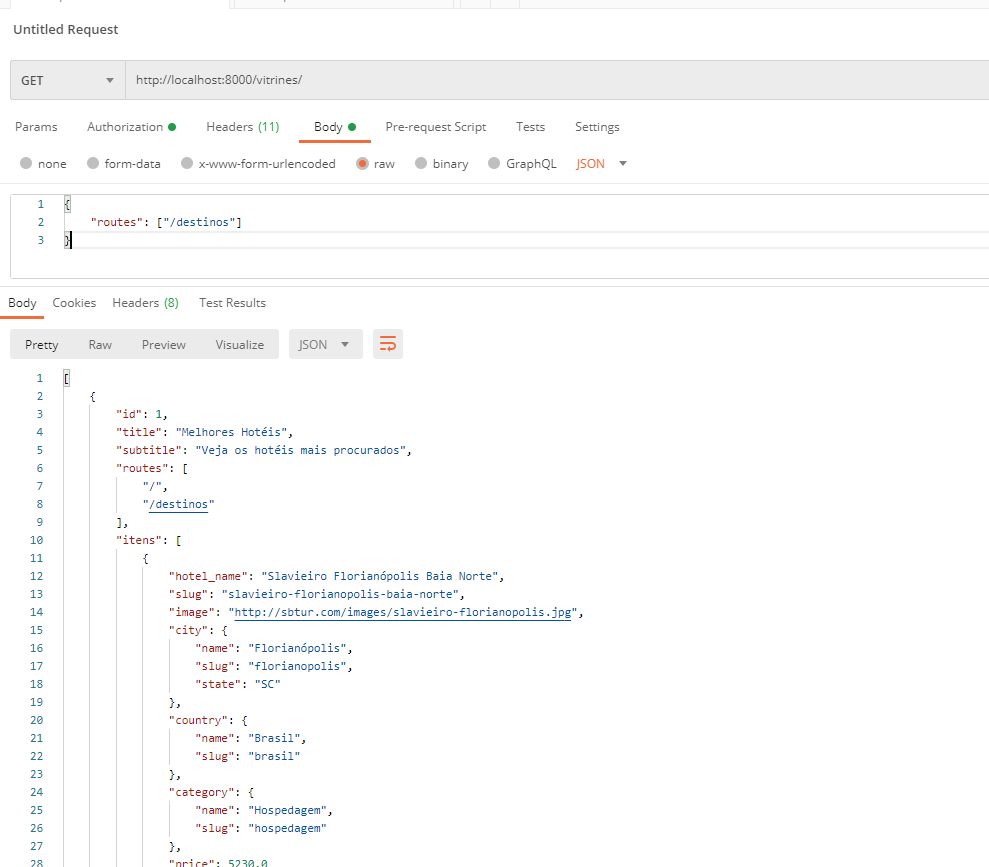 Untitled Request
GET http://localhost:8000/vitrines/
Params Authorization Headers (11) Body Pre-request Script Tests Settings
none form-data x-www-form-urlencoded raw binary GraphQL JSON
1 {
2 "routes": ["/destinos"]
3 }
Body Cookies Headers (8) Test Results
Pretty Raw Preview Visualize JSON
1 [
2 {
3 "id": 1,
4 "title": "Melhores Hotéis",
5 "subtitle": "Veja os hotéis mais procurados",
6 "routes": [
7 "/",
8 "/destinos"
9 ],
10 "itens": [
11 {
12 "hotel_name": "Slavieiro Florianópolis Baia Norte",
13 "slug": "slavieiro-florianopolis-baia-norte",
14 "image": "http://sbtur.com/images/slavieiro-florianopolis.jpg",
15 "city": {
16 "name": "Florianópolis",
17 "slug": "florianopolis",
18 "state": "SC"
19 },
20 "country": {
21 "name": "Brasil",
22 "slug": "brasil"
23 },
24 "category": {
25 "name": "Hospedagem",
26 "slug": "hospedagem"
27 },
28 "price": 5230.0